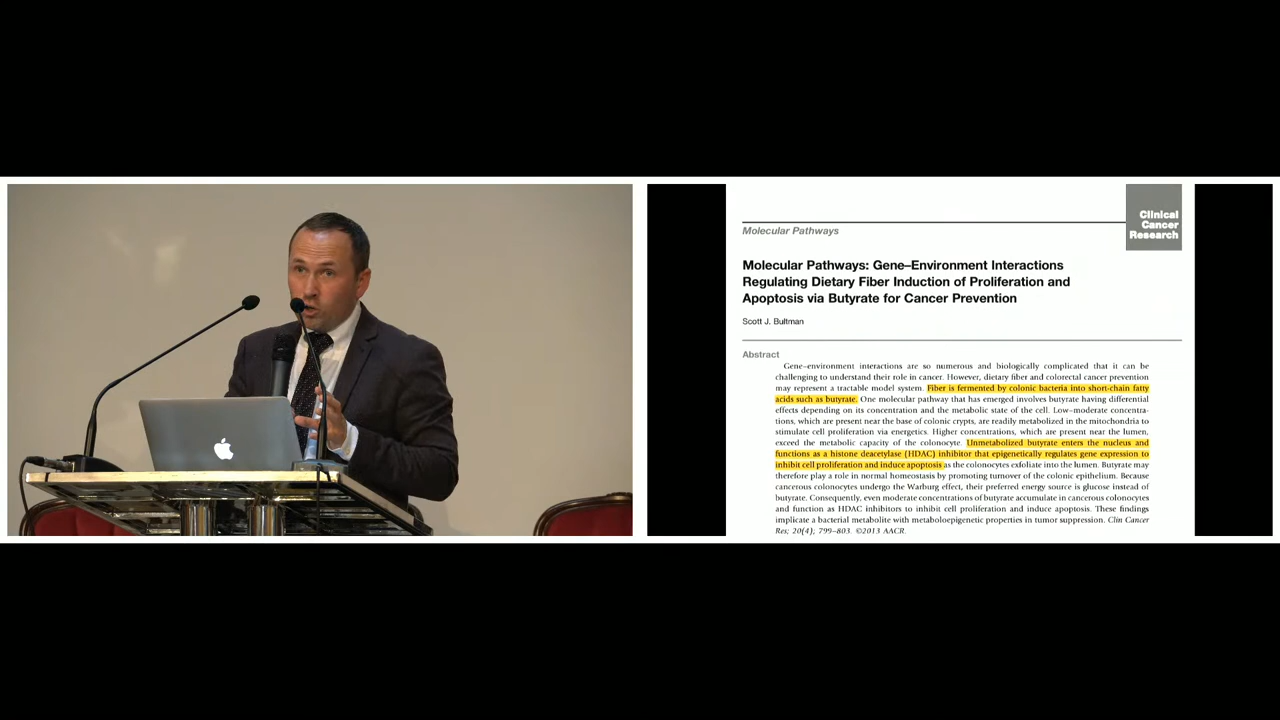 Molecular Pathways
Clinical
Cancer
Research
Molecular Pathways: Gene–Environment Interactions
Regulating Dietary Fiber Induction of Proliferation and
Apoptosis via Butyrate for Cancer Prevention
Scott J. Bultman
Abstract
Gene–environment interactions are so numerous and biologically complicated that it can be
challenging to understand their role in cancer. However, dietary fiber and colorectal cancer prevention
may represent a tractable model system. Fiber is fermented by colonic bacteria into short-chain fatty
acids such as butyrate. One molecular pathway that has emerged involves butyrate having differential
effects depending on its concentration and the metabolic state of the cell. Low–moderate concentra-
tions, which are present near the base of colonic crypts, are readily metabolized in the mitochondria to
stimulate cell proliferation via energetics. Higher concentrations, which are present near the lumen,
exceed the metabolic capacity of the colonocyte. Unmetabolized butyrate enters the nucleus and
functions as a histone deacetylase (HDAC) inhibitor that epigenetically regulates gene expression to
inhibit cell proliferation and induce apoptosis as the colonocytes exfoliate into the lumen. Butyrate may
therefore play a role in normal homeostasis by promoting turnover of the colonic epithelium. Because
cancerous colonocytes undergo the Warburg effect, their preferred energy source is glucose instead of
butyrate. Consequently, even moderate concentrations of butyrate accumulate in cancerous colonocytes
and function as HDAC inhibitors to inhibit cell proliferation and induce apoptosis. These findings
implicate a bacterial metabolite with metaboloepigenetic properties in tumor suppression. Clin Cancer
Res; 20(4); 799–803. ©2013 AACR.